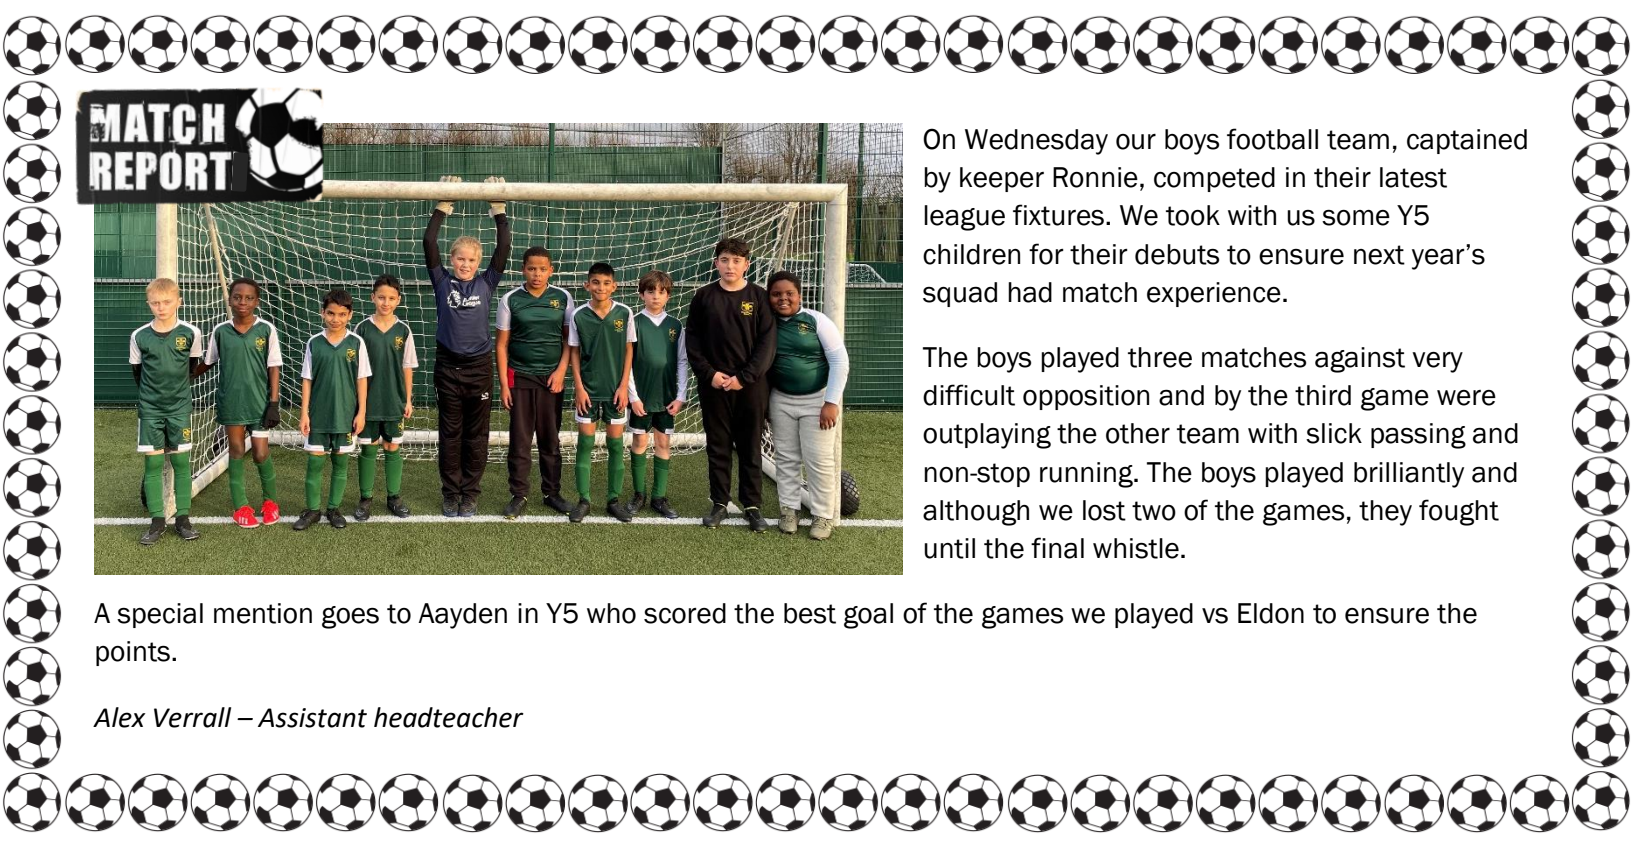 MATCH
REPORT
On Wednesday our boys football team, captained
by keeper Ronnie, competed in their latest
league fixtures. We took with us some Y5
children for their debuts to ensure next year’s
squad had match experience.
The boys played three matches against very
difficult opposition and by the third game were
outplaying the other team with slick passing and
non-stop running. The boys played brilliantly and
although we lost two of the games, they fought
until the final whistle.
A special mention goes to Aayden in Y5 who scored the best goal of the games we played vs Eldon to ensure the
points.
Alex Verrall – Assistant headteacher